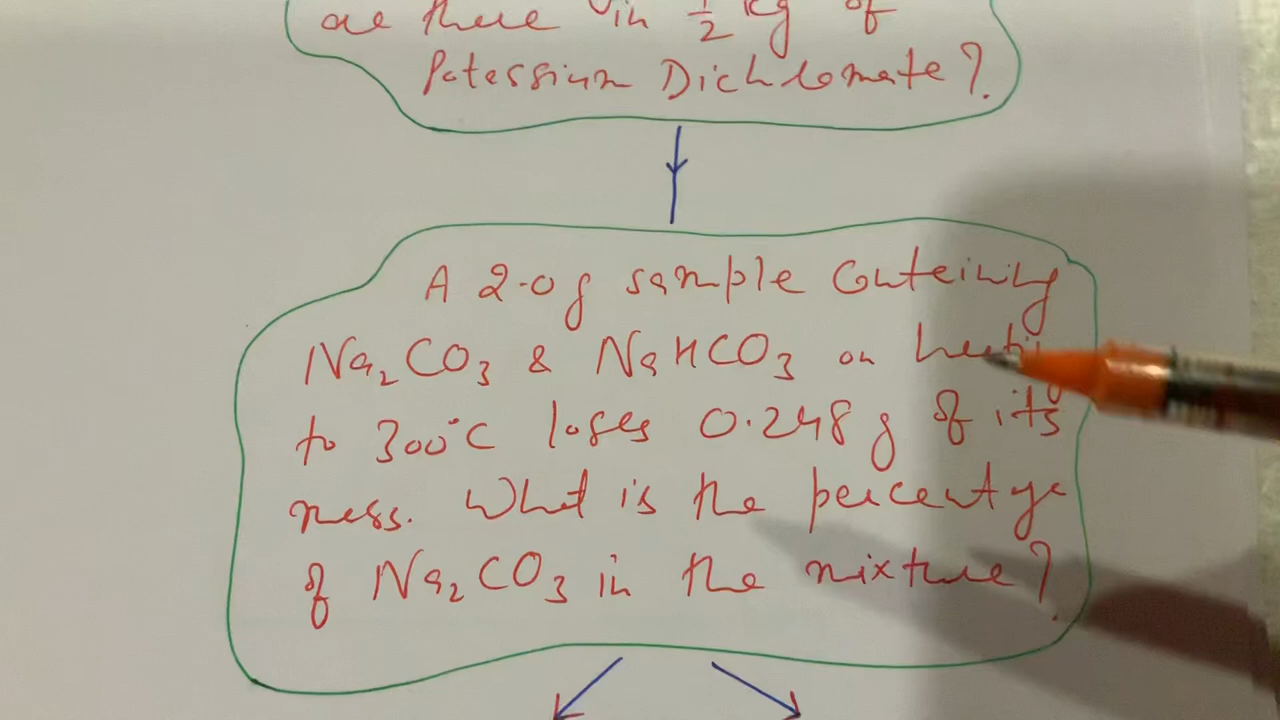 are there in 1/2 kg of
Potassium Dichromate?
A 2.0 g sample containing
Na₂CO₃ & NaHCO₃ on heating
to 300°C loses 0.248 g of its
mass. What is the percentage
of Na₂CO₃ in the mixture?